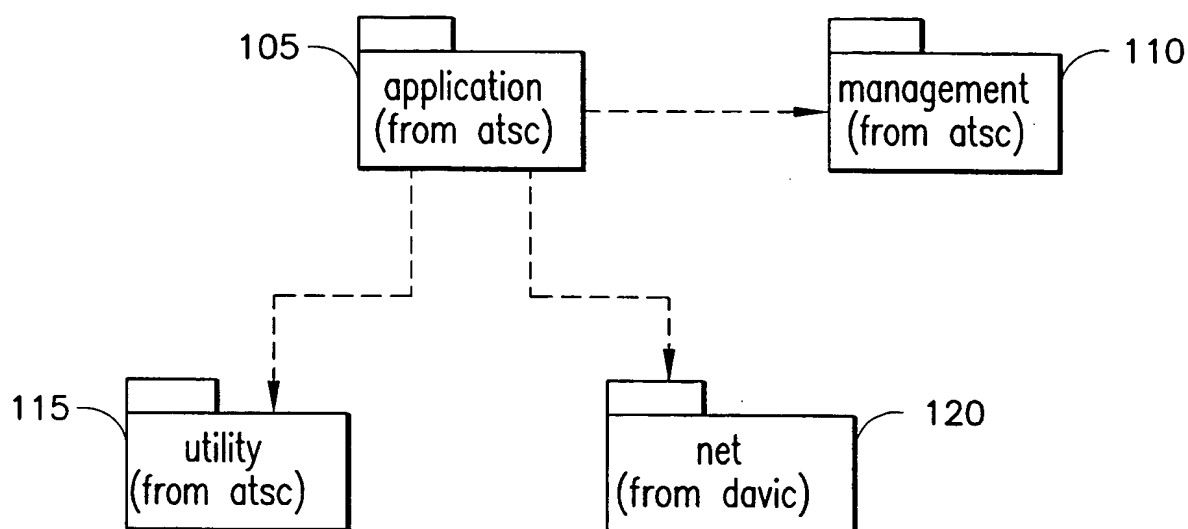 105
application
(from atsc)
management
(from atsc)
110
115
utility
(from atsc)
net
(from davic)
120